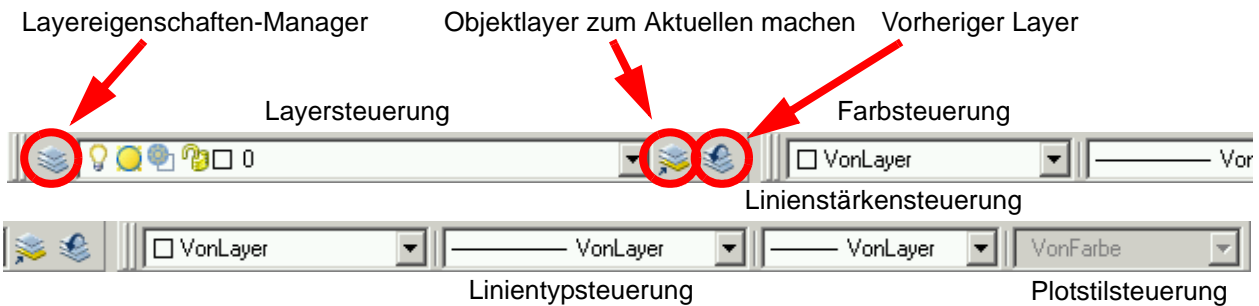 Layereigenschaften-Manager Objektlayer zum Aktuellen machen Vorheriger Layer
Layersteuerung Farbsteuerung
0 VonLayer Von
Linienstärkensteuerung
VonLayer VonLayer VonLayer VonFarbe
Linientypsteuerung Plotstilsteuerung